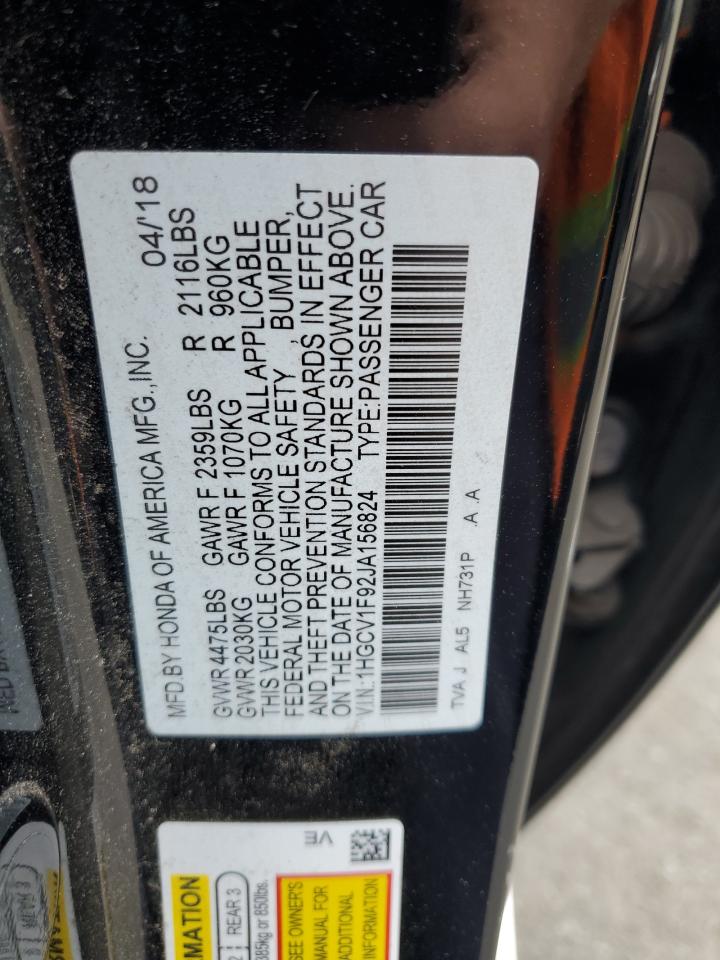 MFD.BY HONDA OF AMERICA MFG.,INC. 04/'18
GVWR 4475LBS GAWR F 2359LBS R 2116LBS
GVWR 2030KG GAWR F 1070KG R 960KG
THIS VEHICLE CONFORMS TO ALL APPLICABLE
FEDERAL MOTOR VEHICLE SAFETY , BUMPER,
AND THEFT PREVENTION STANDARDS IN EFFECT
ON THE DATE OF MANUFACTURE SHOWN ABOVE.
V.I.N:1HGCV1F92JA156824 TYPE:PASSENGER CAR
TVA J AL5 NH731P A .A
REAR 3
385kg or 850lbs.
SEE OWNER'S
MANUAL FOR
ADDITIONAL
INFORMATION